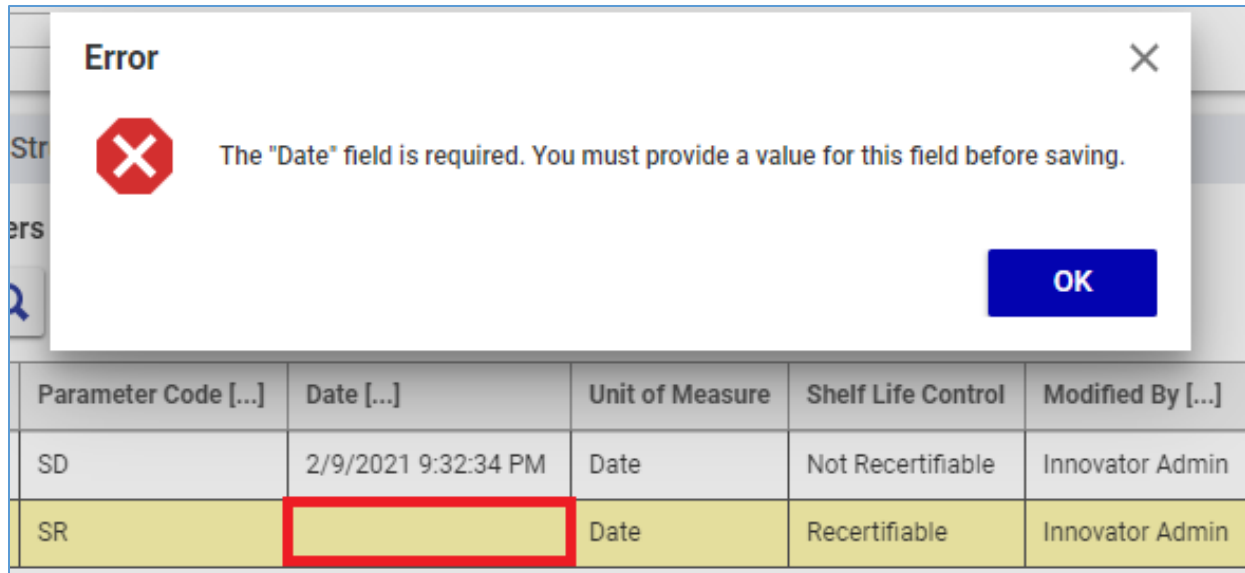 Error
The "Date" field is required. You must provide a value for this field before saving.
Str
ers
OK
Parameter Code [...] Date [...] Unit of Measure Shelf Life Control Modified By [...]
SD 2/9/2021 9:32:34 PM Date Not Recertifiable Innovator Admin
SR Date Recertifiable Innovator Admin